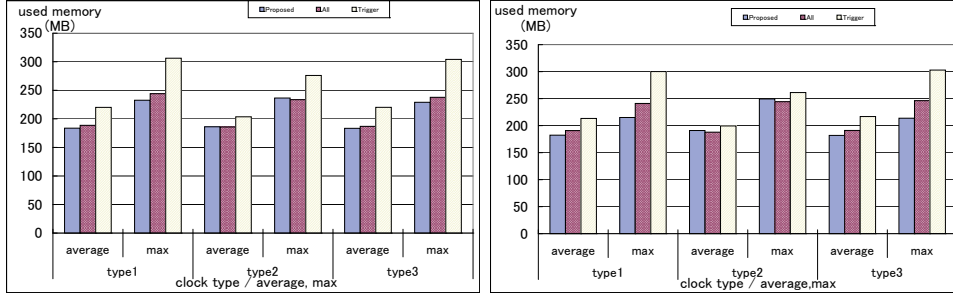 used memory
(MB)
Proposed All Trigger
350
300
250
200
150
100
50
0
average max average max average max
type1 type2 type3
clock type / average, max
used memory
(MB)
Proposed All Trigger
350
300
250
200
150
100
50
0
average max average max average max
type1 type2 type3
clock type / average,max